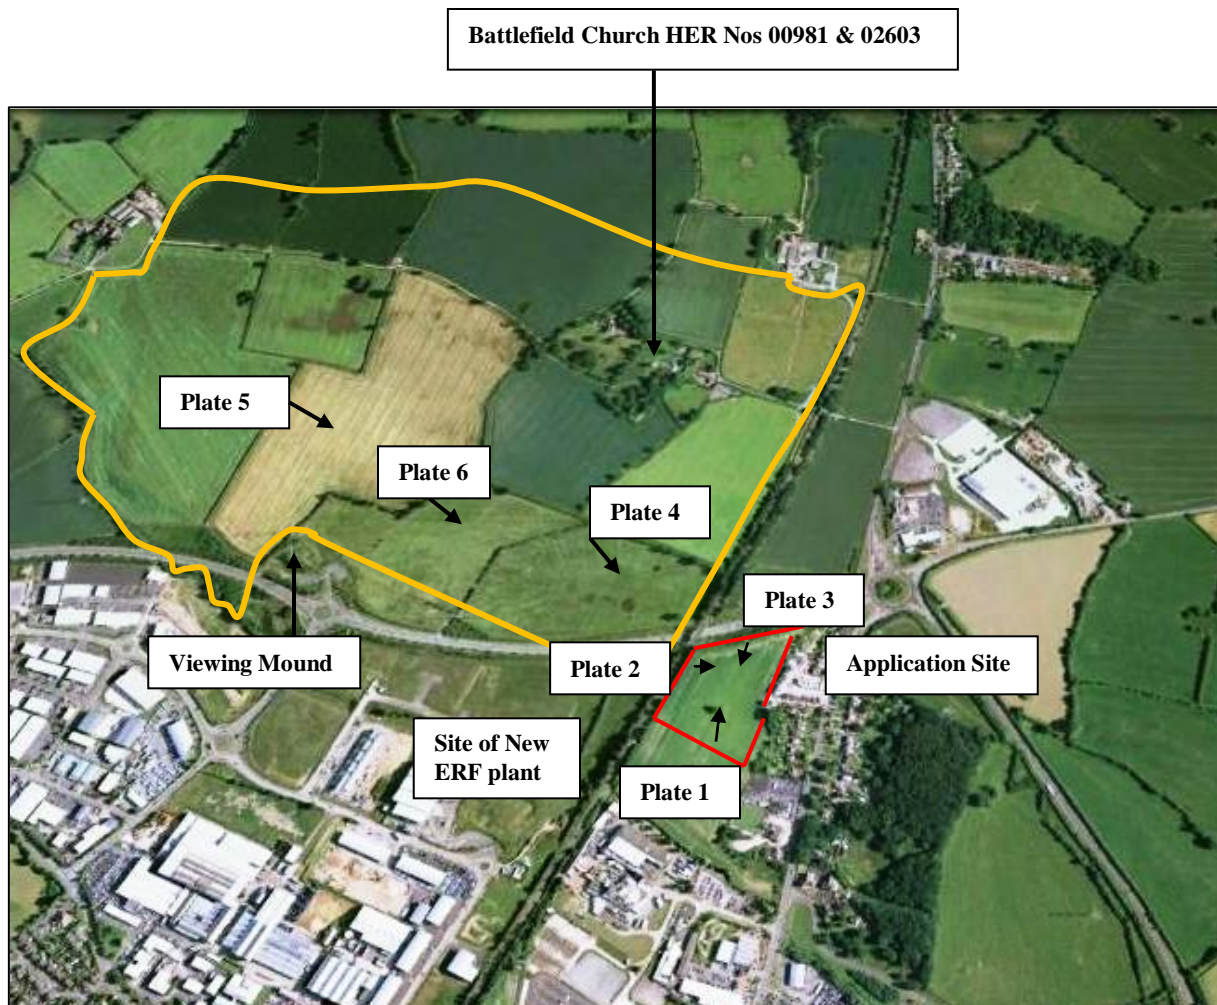 Battlefield Church HER Nos 00981 & 02603
Plate 5
Plate 6
Plate 4
Plate 3
Viewing Mound
Plate 2
Application Site
Site of New
ERF plant
Plate 1